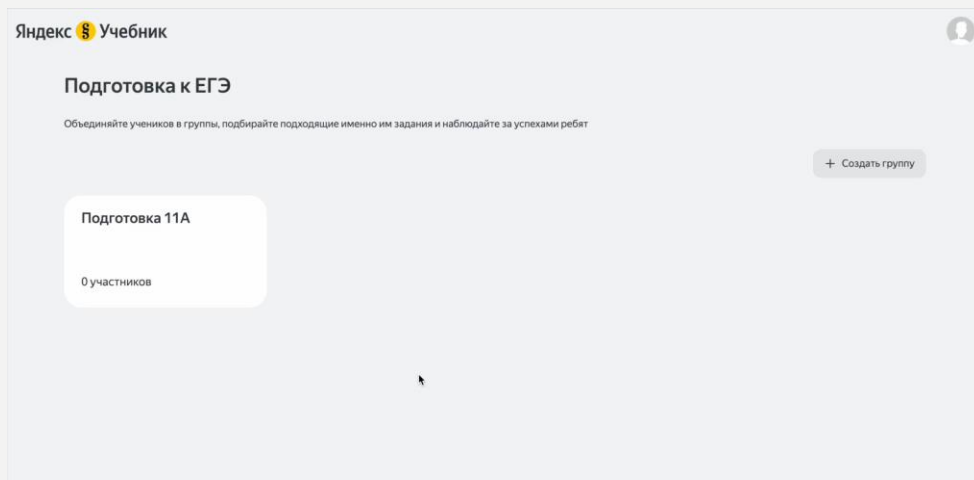 Яндекс Учебник
Подготовка к ЕГЭ
Объединяйте учеников в группы, подбирайте подходящие именно им задания и наблюдайте за успехами ребят
+ Создать группу
Подготовка 11А
0 участников